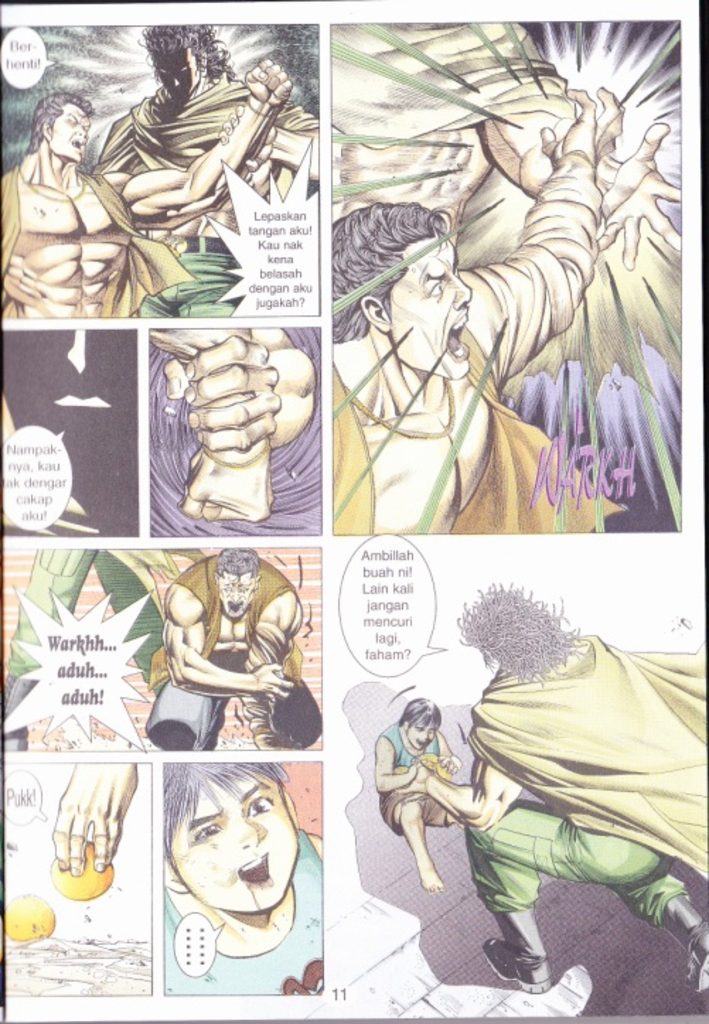 Ber-
henti!
Lepaskan
tangan aku!
Kau nak
kena
belasah
dengan aku
jugakah?
WARKH
Nampak-
nya, kau
tak dengar
cakap
aku!
Warkhh...
aduh...
aduh!
Ambillah
buah ni!
Lain kali
jangan
mencuri
lagi,
faham?
Pukk!
11